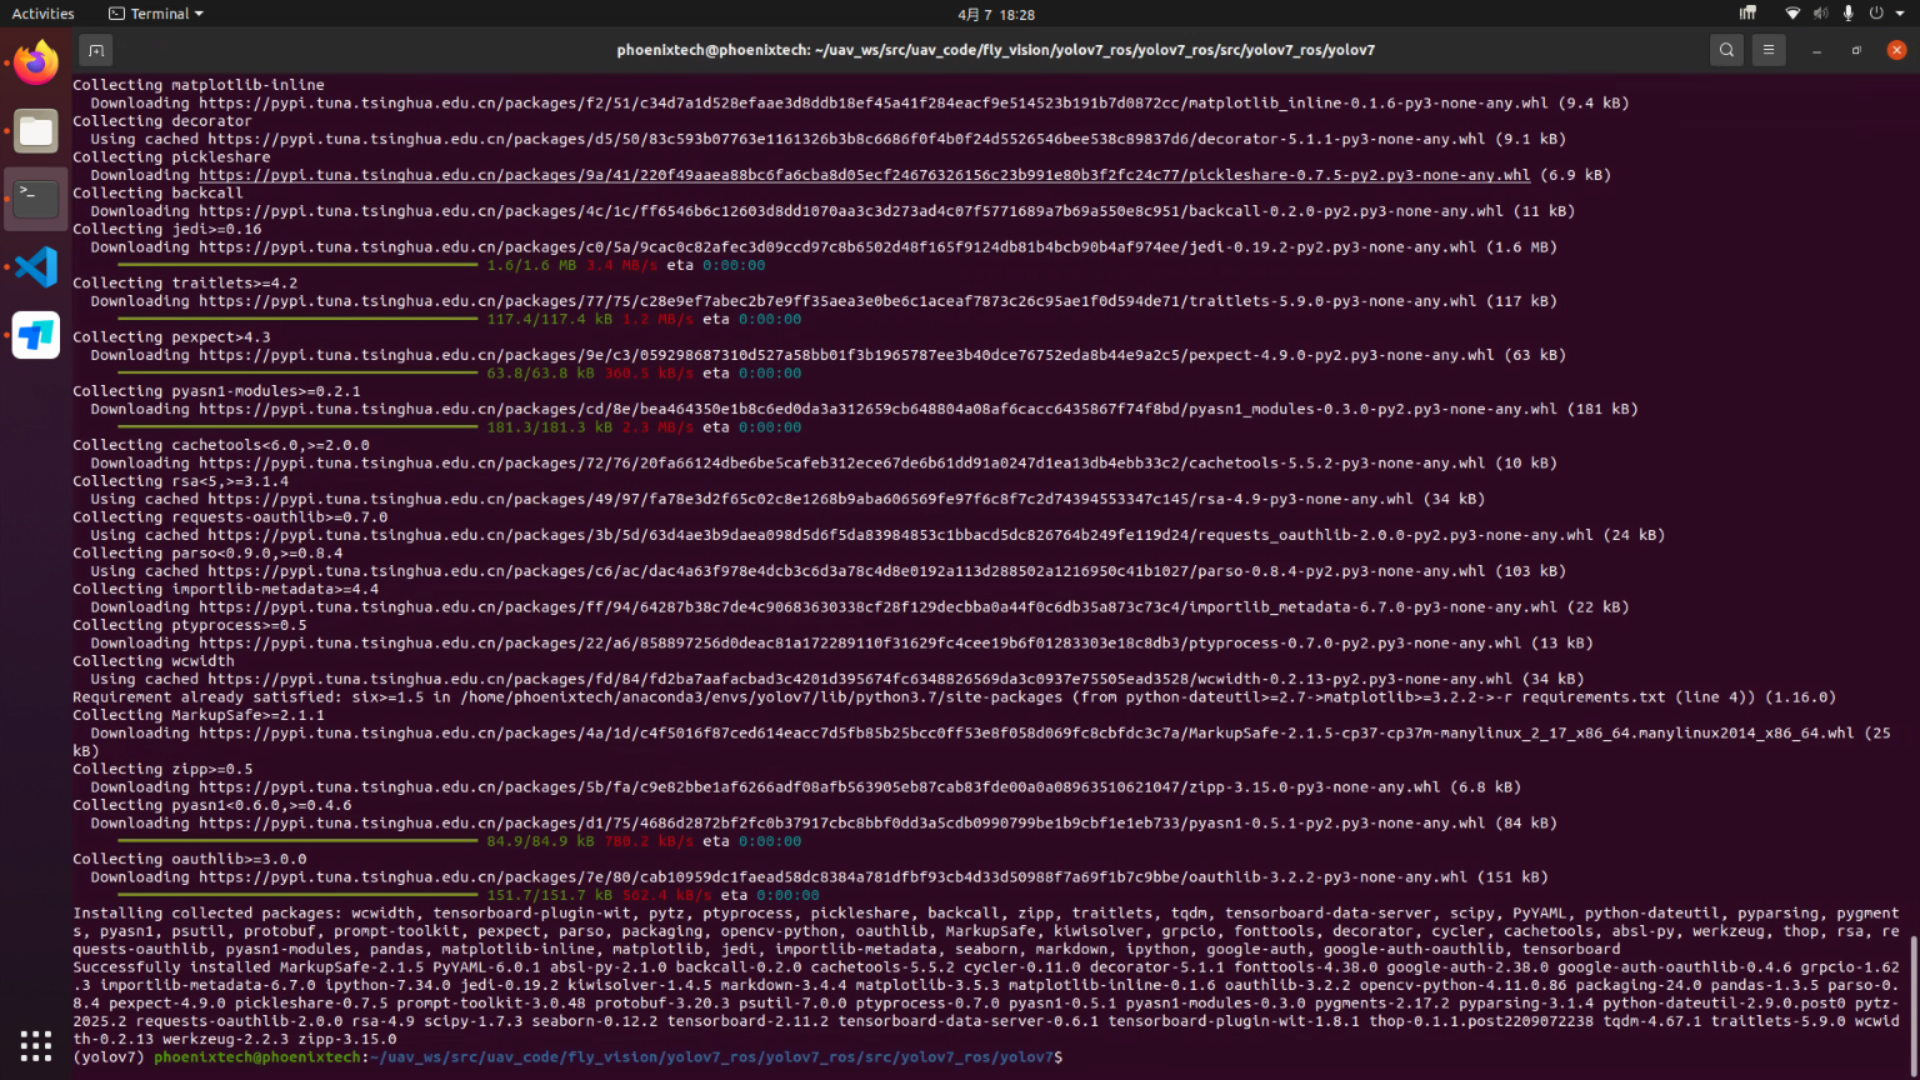 Activities
Terminal
4月 7 18:28
phoenixtech@phoenixtech: ~/uav_ws/src/uav_code/fly_vision/yolov7_ros/yolov7_ros/src/yolov7_ros/yolov7
Collecting matplotlib-inline
Downloading https://pypi.tuna.tsinghua.edu.cn/packages/f2/51/c34d7a1d528efaae3d8ddb18ef45a41f284eacf9e514523b191b7d0872cc/matplotlib_inline-0.1.6-py3-none-any.whl (9.4 kB)
Collecting decorator
Using cached https://pypi.tuna.tsinghua.edu.cn/packages/d5/50/83c593b07763e1161326b3b8c6686f0f4b0f24d5526546bee538c89837d6/decorator-5.1.1-py3-none-any.whl (9.1 kB)
Collecting pickleshare
Downloading https://pypi.tuna.tsinghua.edu.cn/packages/9a/41/220f49aaea88bc6fa6cba8d05ecf24676326156c23b991e80b3f2fc24c77/pickleshare-0.7.5-py2.py3-none-any.whl (6.9 kB)
Collecting backcall
Downloading https://pypi.tuna.tsinghua.edu.cn/packages/4c/1c/ff6546b6c12603d8dd1070aa3c3d273ad4c07f5771689a7b69a550e8c951/backcall-0.2.0-py2.py3-none-any.whl (11 kB)
Collecting jedi>=0.16
Downloading https://pypi.tuna.tsinghua.edu.cn/packages/c0/5a/9cac0c82afec3d09ccd97c8b6502d48f165f9124db81b4bcb90b4af974ee/jedi-0.19.2-py2.py3-none-any.whl (1.6 MB)
1.6/1.6 MB 3.4 MB/s eta 0:00:00
Collecting traitlets>=4.2
Downloading https://pypi.tuna.tsinghua.edu.cn/packages/77/75/c28e9ef7abec2b7e9ff35aea3e0be6c1aceaf7873c26c95ae1f0d594de71/traitlets-5.9.0-py3-none-any.whl (117 kB)
117.4/117.4 kB 1.2 MB/s eta 0:00:00
Collecting pexpect>4.3
Downloading https://pypi.tuna.tsinghua.edu.cn/packages/9e/c3/059298687310d527a58bb01f3b1965787ee3b40dce76752eda8b44e9a2c5/pexpect-4.9.0-py2.py3-none-any.whl (63 kB)
63.8/63.8 kB 360.5 kB/s eta 0:00:00
Collecting pyasn1-modules>=0.2.1
Downloading https://pypi.tuna.tsinghua.edu.cn/packages/cd/8e/bea464350e1b8c6ed0da3a312659cb648804a08af6cacc6435867f74f8bd/pyasn1_modules-0.3.0-py2.py3-none-any.whl (181 kB)
181.3/181.3 kB 2.3 MB/s eta 0:00:00
Collecting cachetools<6.0,>=2.0.0
Downloading https://pypi.tuna.tsinghua.edu.cn/packages/72/76/20fa66124dbe6be5cafeb312ece67de6b61dd91a0247d1ea13db4ebb33c2/cachetools-5.5.2-py3-none-any.whl (10 kB)
Collecting rsa<5,>=3.1.4
Using cached https://pypi.tuna.tsinghua.edu.cn/packages/49/97/fa78e3d2f65c02c8e1268b9aba606569fe97f6c8f7c2d74394553347c145/rsa-4.9-py3-none-any.whl (34 kB)
Collecting requests-oauthlib>=0.7.0
Using cached https://pypi.tuna.tsinghua.edu.cn/packages/3b/5d/63d4ae3b9daea098d5d6f5da83984853c1bbacd5dc826764b249fe119d24/requests_oauthlib-2.0.0-py2.py3-none-any.whl (24 kB)
Collecting parso<0.9.0,>=0.8.4
Using cached https://pypi.tuna.tsinghua.edu.cn/packages/c6/ac/dac4a63f978e4dcb3c6d3a78c4d8e0192a113d288502a1216950c41b1027/parso-0.8.4-py2.py3-none-any.whl (103 kB)
Collecting importlib-metadata>=4.4
Downloading https://pypi.tuna.tsinghua.edu.cn/packages/ff/94/64287b38c7de4c90683630338cf28f129decbba0a44f0c6db35a873c73c4/importlib_metadata-6.7.0-py3-none-any.whl (22 kB)
Collecting ptyprocess>=0.5
Downloading https://pypi.tuna.tsinghua.edu.cn/packages/22/a6/858897256d0deac81a172289110f31629fc4cee19b6f01283303e18c8db3/ptyprocess-0.7.0-py2.py3-none-any.whl (13 kB)
Collecting wcwidth
Using cached https://pypi.tuna.tsinghua.edu.cn/packages/fd/84/fd2ba7aafacbad3c4201d395674fc6348826569da3c0937e75505ead3528/wcwidth-0.2.13-py2.py3-none-any.whl (34 kB)
Requirement already satisfied: six>=1.5 in /home/phoenixtech/anaconda3/envs/yolov7/lib/python3.7/site-packages (from python-dateutil>=2.7->matplotlib>=3.2.2->-r requirements.txt (line 4)) (1.16.0)
Collecting MarkupSafe>=2.1.1
Downloading https://pypi.tuna.tsinghua.edu.cn/packages/4a/1d/c4f5016f87ced614eacc7d5fb85b25bcc0ff53e8f058d069fc8cbfdc3c7a/MarkupSafe-2.1.5-cp37-cp37m-manylinux_2_17_x86_64.manylinux2014_x86_64.whl (25
kB)
Collecting zipp>=0.5
Downloading https://pypi.tuna.tsinghua.edu.cn/packages/5b/fa/c9e82bbe1af6266adf08afb563905eb87cab83fde00a0a08963510621047/zipp-3.15.0-py3-none-any.whl (6.8 kB)
Collecting pyasn1<0.6.0,>=0.4.6
Downloading https://pypi.tuna.tsinghua.edu.cn/packages/d1/75/4686d2872bf2fc0b37917cbc8bbf0dd3a5cdb0990799be1b9cbf1e1eb733/pyasn1-0.5.1-py2.py3-none-any.whl (84 kB)
84.9/84.9 kB 780.2 kB/s eta 0:00:00
Collecting oauthlib>=3.0.0
Downloading https://pypi.tuna.tsinghua.edu.cn/packages/7e/80/cab10959dc1faead58dc8384a781dfbf93cb4d33d50988f7a69f1b7c9bbe/oauthlib-3.2.2-py3-none-any.whl (151 kB)
151.7/151.7 kB 562.4 kB/s eta 0:00:00
Installing collected packages: wcwidth, tensorboard-plugin-wit, pytz, ptyprocess, pickleshare, backcall, zipp, traitlets, tqdm, tensorboard-data-server, scipy, PyYAML, python-dateutil, pyparsing, pygment
s, pyasn1, psutil, protobuf, prompt-toolkit, pexpect, parso, packaging, opencv-python, oauthlib, MarkupSafe, kiwisolver, grpcio, fonttools, decorator, cycler, cachetools, absl-py, werkzeug, thop, rsa, re
quests-oauthlib, pyasn1-modules, pandas, matplotlib-inline, matplotlib, jedi, importlib-metadata, seaborn, markdown, ipython, google-auth, google-auth-oauthlib, tensorboard
Successfully installed MarkupSafe-2.1.5 PyYAML-6.0.1 absl-py-2.1.0 backcall-0.2.0 cachetools-5.5.2 cycler-0.11.0 decorator-5.1.1 fonttools-4.38.0 google-auth-2.38.0 google-auth-oauthlib-0.4.6 grpcio-1.62
.3 importlib-metadata-6.7.0 ipython-7.34.0 jedi-0.19.2 kiwisolver-1.4.5 markdown-3.4.4 matplotlib-3.5.3 matplotlib-inline-0.1.6 oauthlib-3.2.2 opencv-python-4.11.0.86 packaging-24.0 pandas-1.3.5 parso-0.
8.4 pexpect-4.9.0 pickleshare-0.7.5 prompt-toolkit-3.0.48 protobuf-3.20.3 psutil-7.0.0 ptyprocess-0.7.0 pyasn1-0.5.1 pyasn1-modules-0.3.0 pygments-2.17.2 pyparsing-3.1.4 python-dateutil-2.9.0.post0 pytz-
2025.2 requests-oauthlib-2.0.0 rsa-4.9 scipy-1.7.3 seaborn-0.12.2 tensorboard-2.11.2 tensorboard-data-server-0.6.1 tensorboard-plugin-wit-1.8.1 thop-0.1.1.post2209072238 tqdm-4.67.1 traitlets-5.9.0 wcwid
th-0.2.13 werkzeug-2.2.3 zipp-3.15.0
(yolov7) phoenixtech@phoenixtech:~/uav_ws/src/uav_code/fly_vision/yolov7_ros/yolov7_ros/src/yolov7_ros/yolov7$